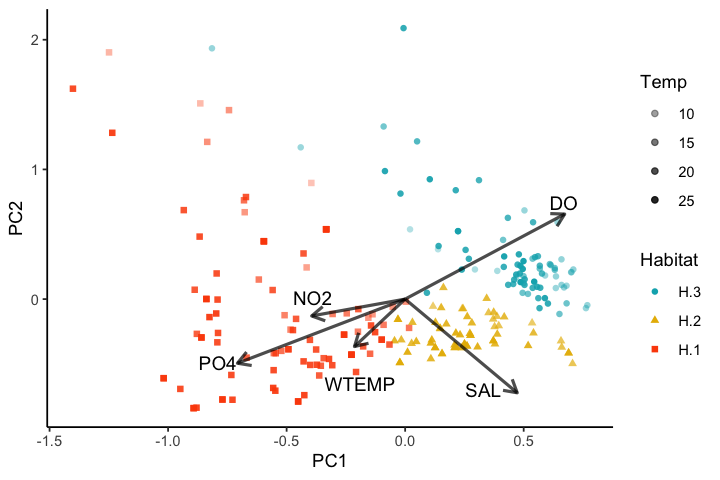 2
1
0
PC2
-1.5
-1.0
-0.5
0.0
0.5
PC1
DO
NO2
PO4
WTEMP
SAL
Temp
10
15
20
25
Habitat
H.3
H.2
H.1